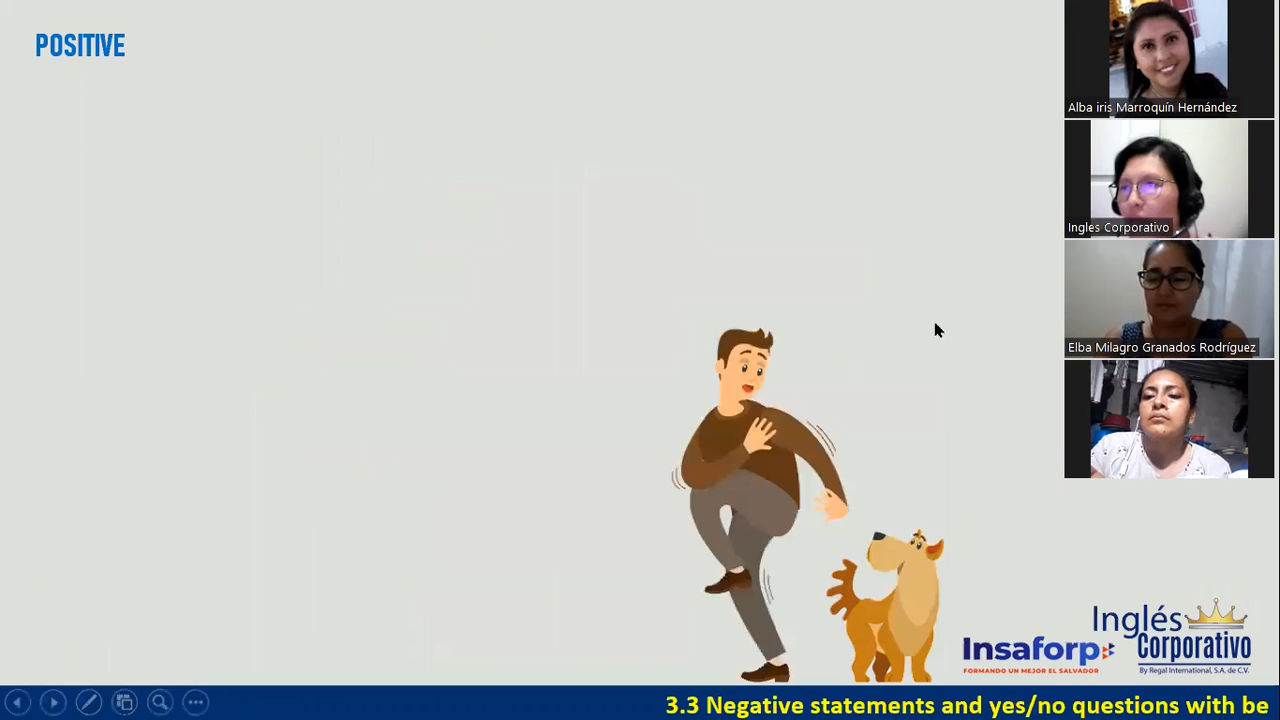 POSITIVE
Alba iris Marroquín Hernández
Ingles Corporativo
Elba Milagro Granados Rodríguez
Insaforp
FORMANDO UN MEJOR EL SALVADOR
Inglés
Corporativo
By Regal International, S.A. de C.V.
3.3 Negative statements and yes/no questions with be